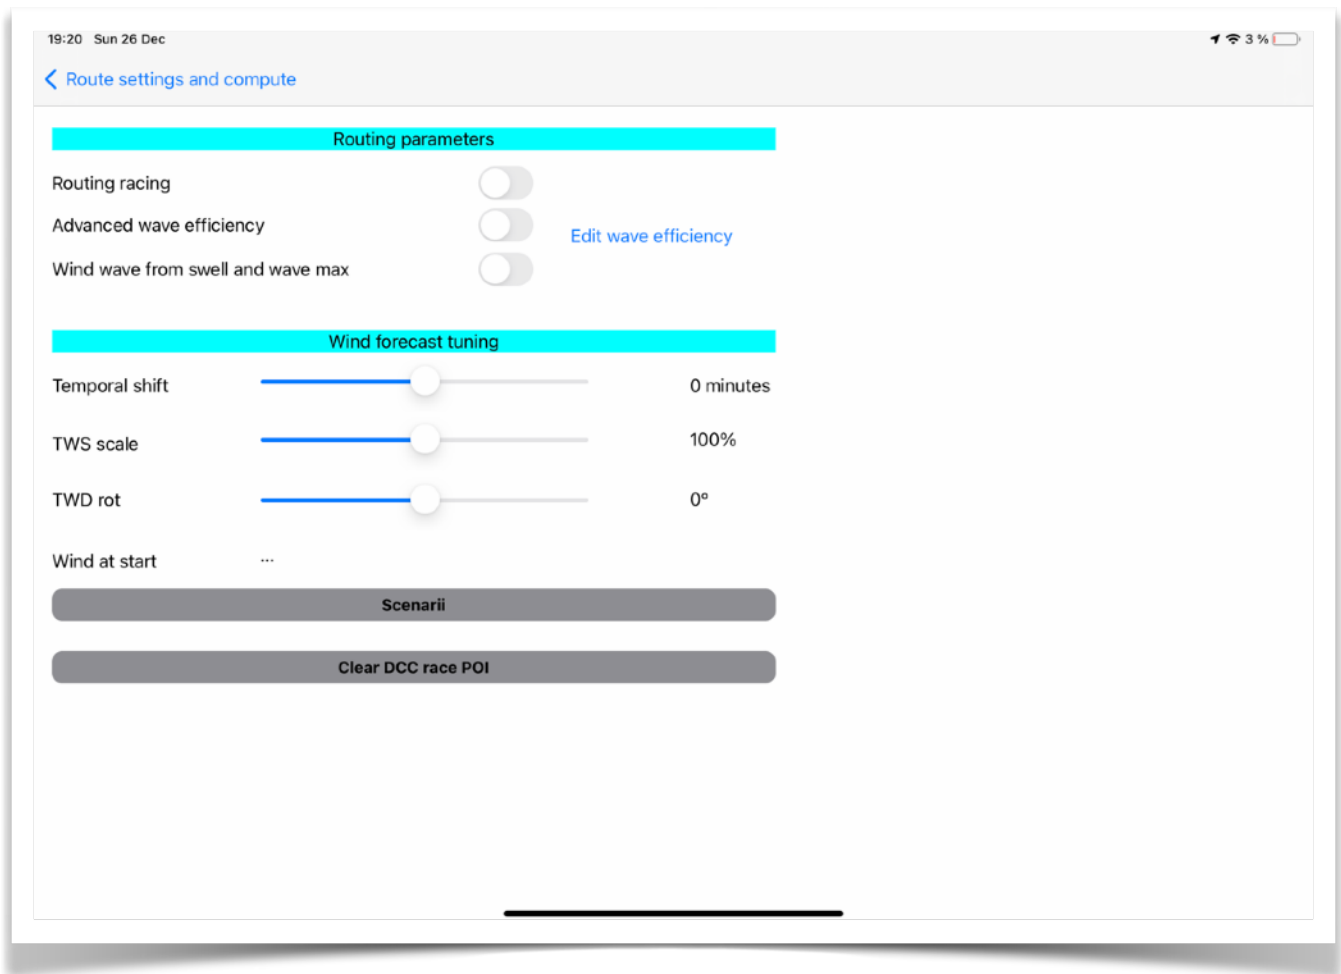 19:20 Sun 26 Dec 3 %
Route settings and compute
Routing parameters
Routing racing
Advanced wave efficiency
Edit wave efficiency
Wind wave from swell and wave max
Wind forecast tuning
Temporal shift 0 minutes
TWS scale 100%
TWD rot 0°
Wind at start ...
Scenarii
Clear DCC race POI